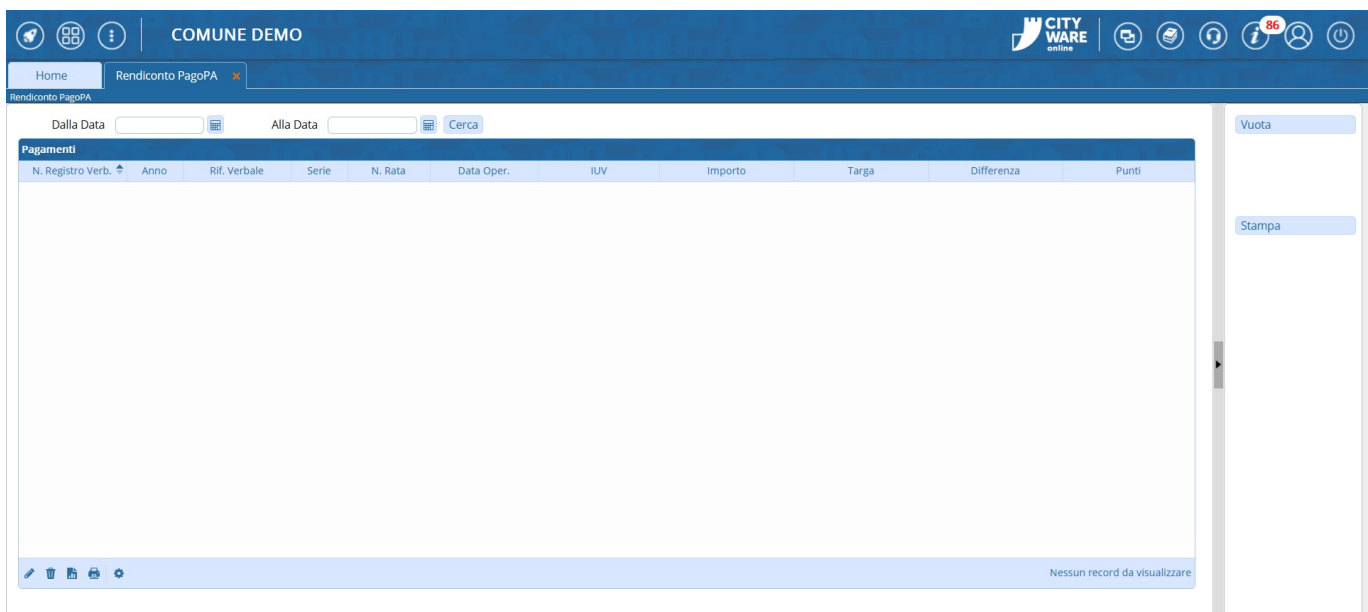 COMUNE DEMO
CITY
WARE
online
86
Home
Rendiconto PagoPA ×
Rendiconto PagoPA
Dalla Data
Alla Data
Cerca
Vuota
Pagamenti
N. Registro Verb. Anno Rif. Verbale Serie N. Rata Data Oper. IUV Importo Targa Differenza Punti
Stampa
Nessun record da visualizzare